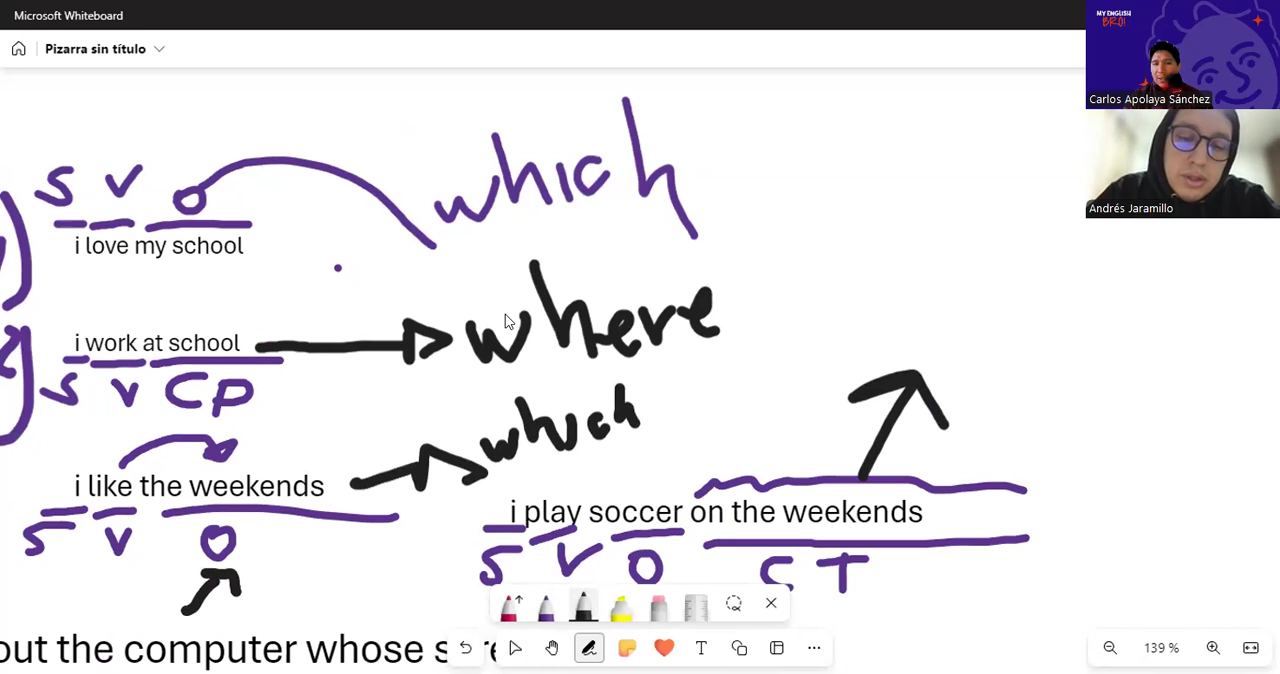 Microsoft Whiteboard
Pizarra sin título
MY ENGLISH
BRO!
Carlos Apolaya Sánchez
Andrés Jaramillo
S V O
which
i love my school
i work at school
where
S V CP
which
i like the weekends
S V O
i play soccer on the weekends
S V O CT
out the computer whose s
139 %